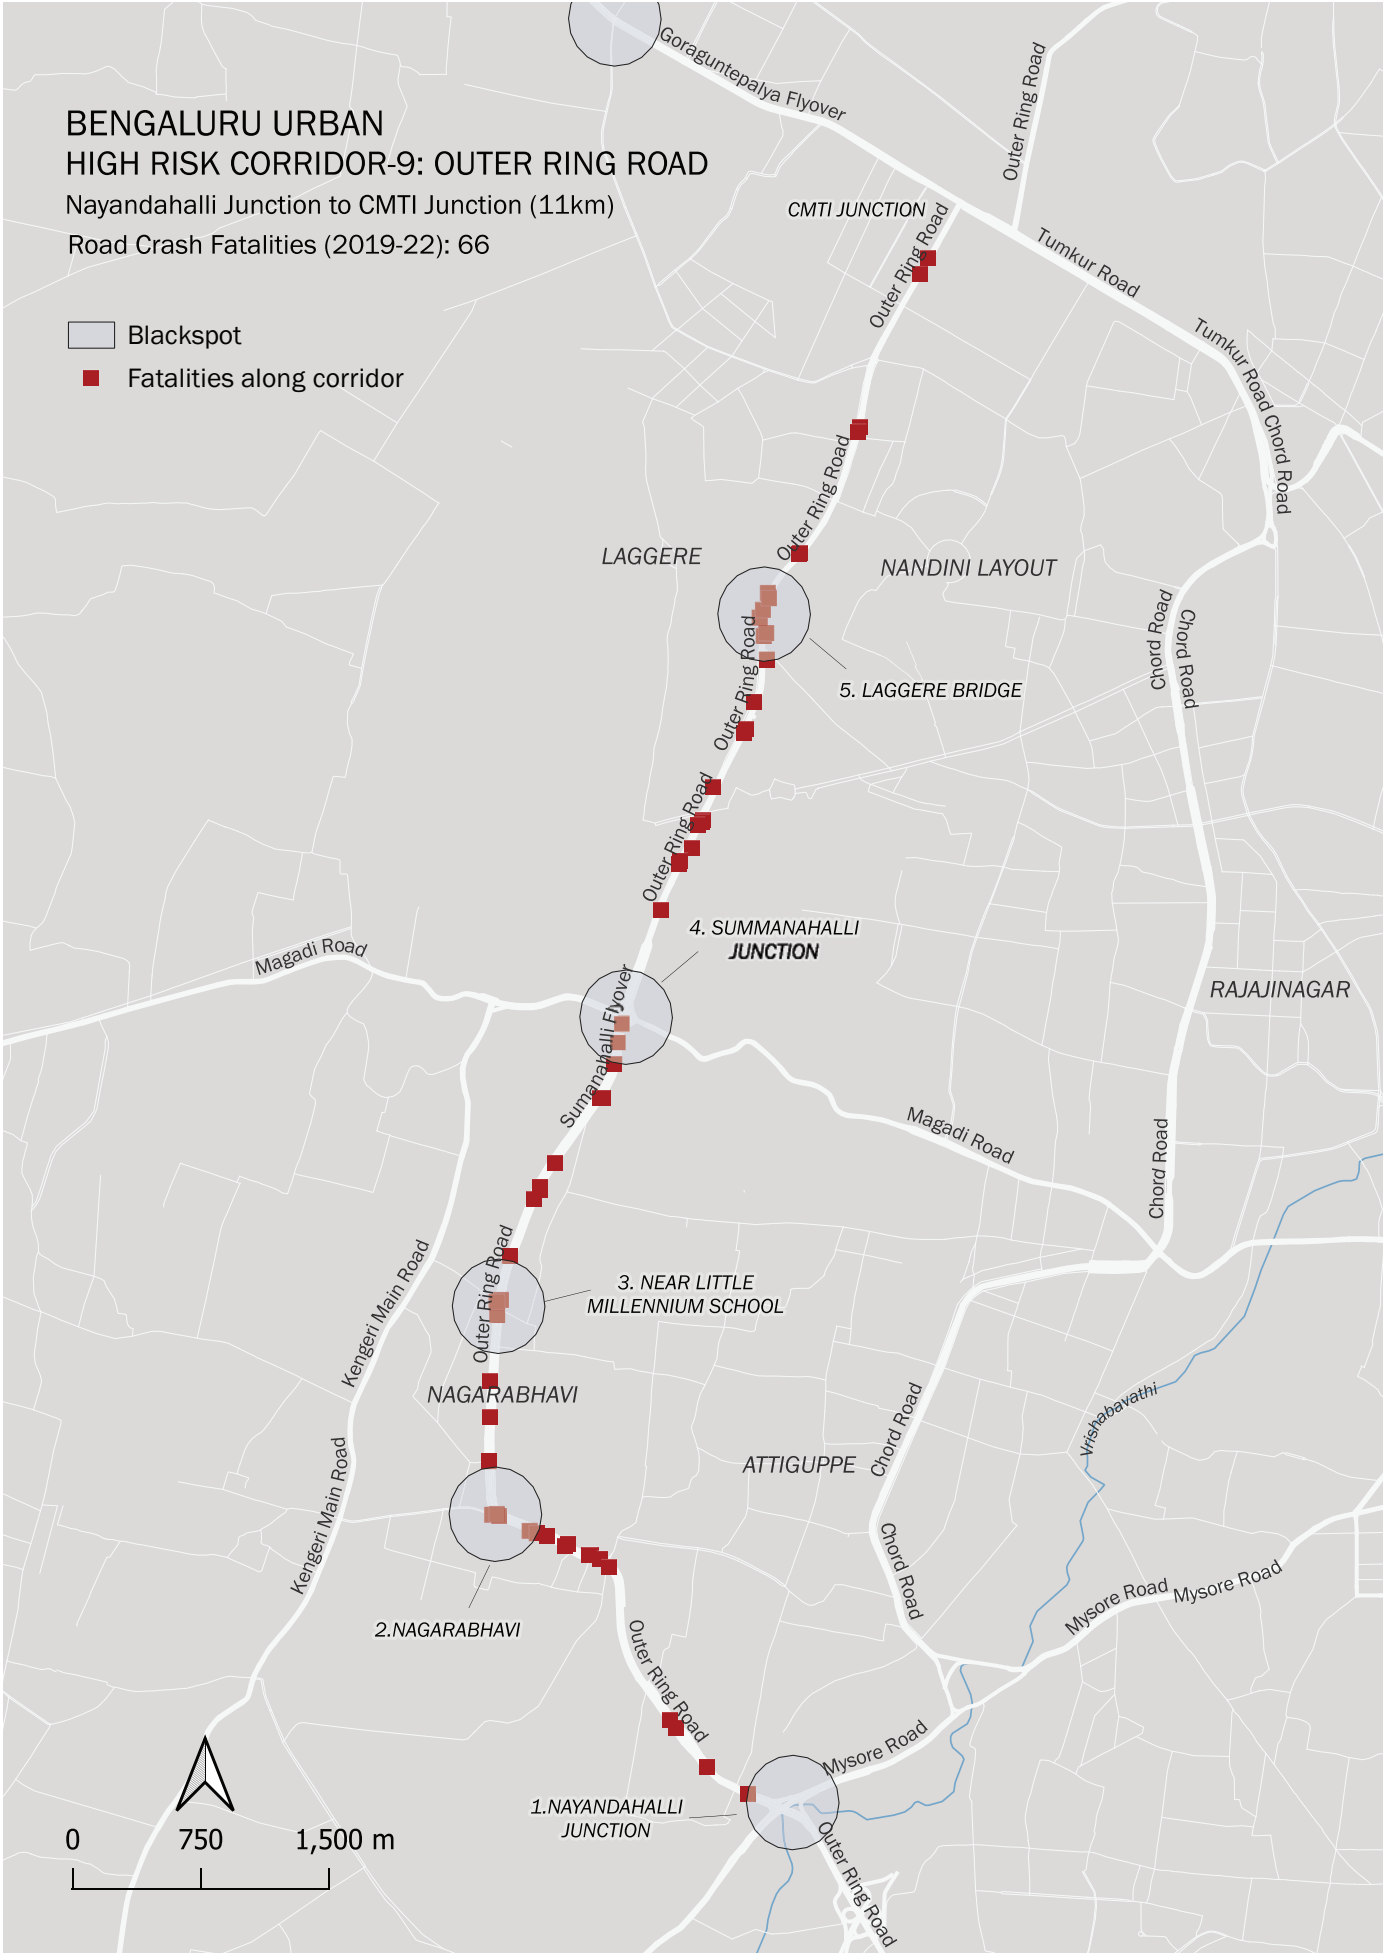 Goraguntepalya Flyover
Outer Ring Road
BENGALURU URBAN
HIGH RISK CORRIDOR-9: OUTER RING ROAD
Nayandahalli Junction to CMTI Junction (11km)
Road Crash Fatalities (2019-22): 66
CMTI JUNCTION
Outer Ring Road
Tumkur Road
Blackspot
Fatalities along corridor
Tumkur Road
Chord Road
Outer Ring Road
LAGGERE
NANDINI LAYOUT
Chord Road
Chord Road
Outer Ring Road
5. LAGGERE BRIDGE
Outer Ring Road
4. SUMMANAHALLI
JUNCTION
Magadi Road
RAJAJINAGAR
Sumanahalli Flyover
Magadi Road
Chord Road
Outer Ring Road
Kengeri Main Road
3. NEAR LITTLE
MILLENNIUM SCHOOL
NAGARABHAVI
Vrishabavathi
Chord Road
ATTIGUPPE
Kengeri Main Road
Chord Road
Mysore Road
Mysore Road
2.NAGARABHAVI
Outer Ring Road
Mysore Road
1.NAYANDAHALLI
JUNCTION
Outer Ring Road
0 750 1,500 m